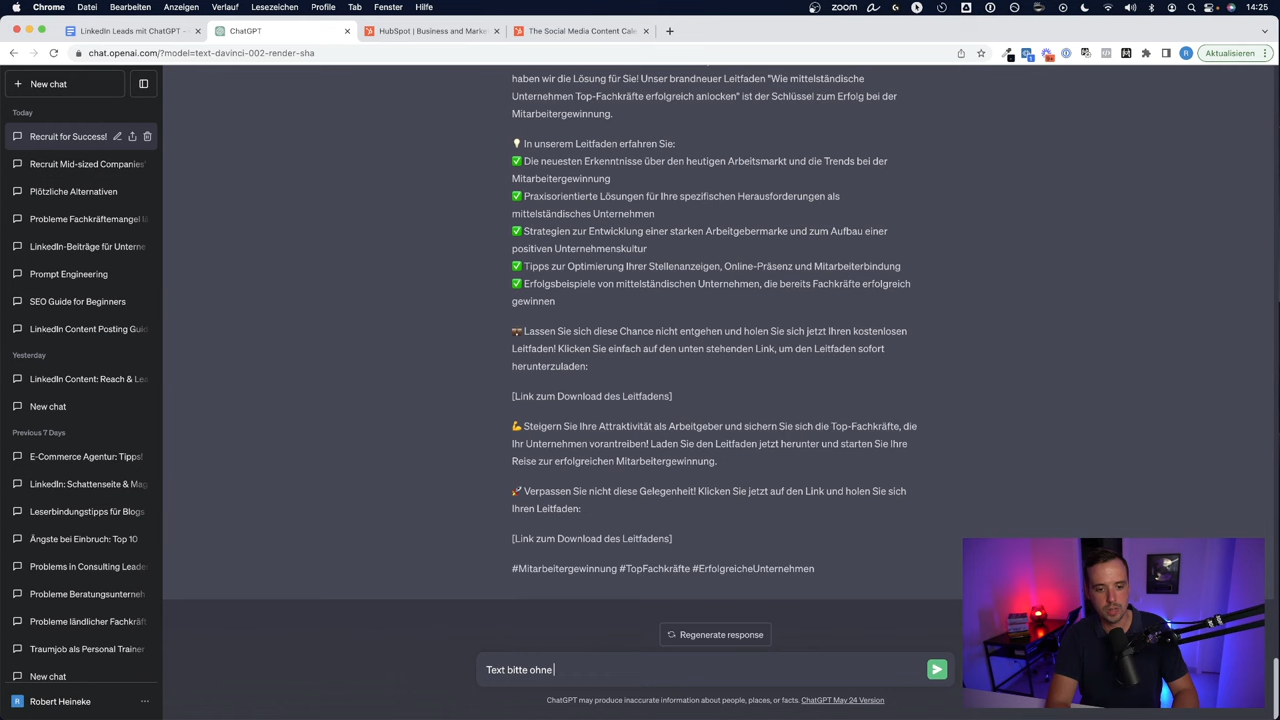 Chrome Datei Bearbeiten Anzeigen Verlauf Lesezeichen Profile Tab Fenster Hilfe
zoom
14:25
LinkedIn Leads mit ChatGPT -
ChatGPT
HubSpot | Business and Marke
The Social Media Content Cale
chat.openai.com/?model=text-davinci-002-render-sha
Aktualisieren
New chat
Today
Recruit for Success!
Recruit Mid-sized Companies'
Plötzliche Alternativen
Probleme Fachkräftemangel lä
LinkedIn-Beiträge für Unterne
Prompt Engineering
SEO Guide for Beginners
LinkedIn Content Posting Guid
Yesterday
LinkedIn Content: Reach & Lea
New chat
Previous 7 Days
E-Commerce Agentur: Tipps!
LinkedIn: Schattenseite & Mag
Leserbindungstipps für Blogs
Ängste bei Einbruch: Top 10
Problems in Consulting Leader
Probleme Beratungsunterneh
Probleme ländlicher Fachkräft
Traumjob als Personal Trainer
New chat
Robert Heineke
haben wir die Lösung für Sie! Unser brandneuer Leitfaden "Wie mittelständische
Unternehmen Top-Fachkräfte erfolgreich anlocken" ist der Schlüssel zum Erfolg bei der
Mitarbeitergewinnung.
💡 In unserem Leitfaden erfahren Sie:
✅ Die neuesten Erkenntnisse über den heutigen Arbeitsmarkt und die Trends bei der
Mitarbeitergewinnung
✅ Praxisorientierte Lösungen für Ihre spezifischen Herausforderungen als
mittelständisches Unternehmen
✅ Strategien zur Entwicklung einer starken Arbeitgebermarke und zum Aufbau einer
positiven Unternehmenskultur
✅ Tipps zur Optimierung Ihrer Stellenanzeigen, Online-Präsenz und Mitarbeiterbindung
✅ Erfolgsbeispiele von mittelständischen Unternehmen, die bereits Fachkräfte erfolgreich
gewinnen
Lassen Sie sich diese Chance nicht entgehen und holen Sie sich jetzt Ihren kostenlosen
Leitfaden! Klicken Sie einfach auf den unten stehenden Link, um den Leitfaden sofort
herunterzuladen:
[Link zum Download des Leitfadens]
💪 Steigern Sie Ihre Attraktivität als Arbeitgeber und sichern Sie sich die Top-Fachkräfte, die
Ihr Unternehmen vorantreiben! Laden Sie den Leitfaden jetzt herunter und starten Sie Ihre
Reise zur erfolgreichen Mitarbeitergewinnung.
🚀 Verpassen Sie nicht diese Gelegenheit! Klicken Sie jetzt auf den Link und holen Sie sich
Ihren Leitfaden:
[Link zum Download des Leitfadens]
#Mitarbeitergewinnung #TopFachkräfte #ErfolgreicheUnternehmen
Regenerate response
Text bitte ohne
ChatGPT may produce inaccurate information about people, places, or facts. ChatGPT May 24 Version